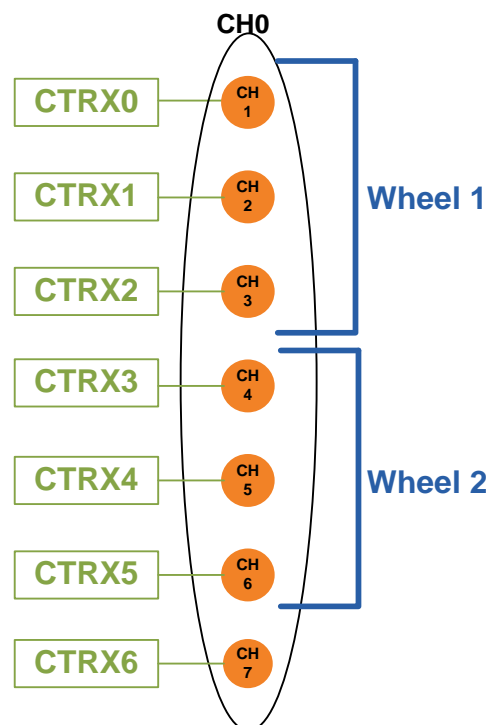 CH0
CTRX0
CH
1
CTRX1
CH
2
Wheel 1
CTRX2
CH
3
CTRX3
CH
4
CTRX4
CH
5
Wheel 2
CTRX5
CH
6
CTRX6
CH
7